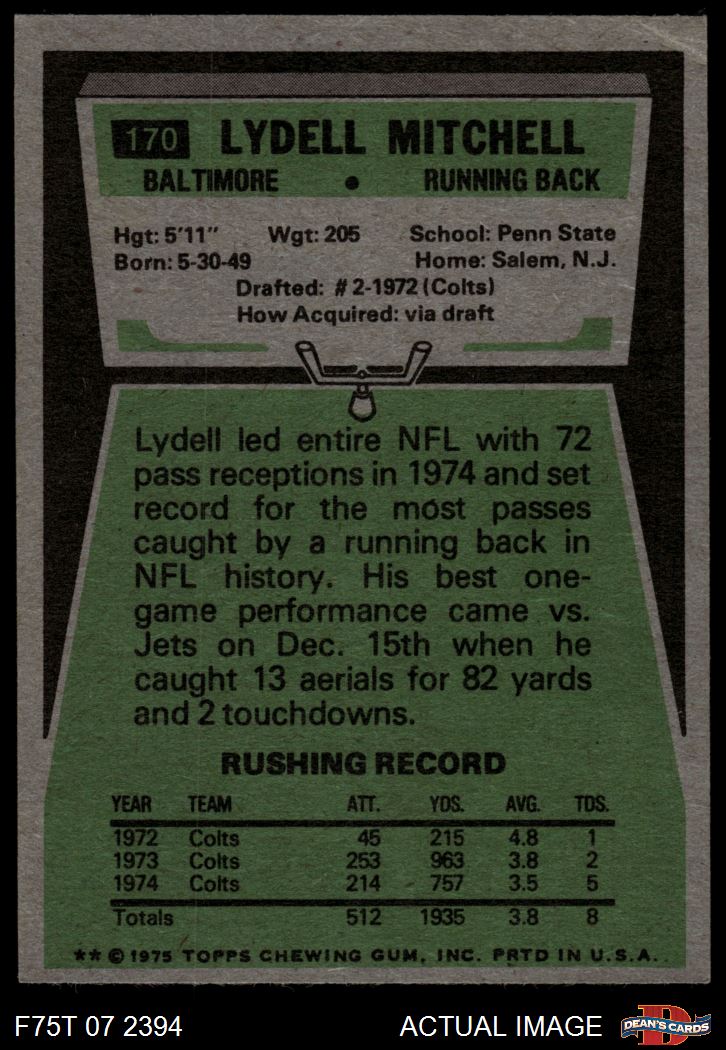 170 LYDELL MITCHELL
BALTIMORE • RUNNING BACK
Hgt: 5'11" Wgt: 205 School: Penn State
Born: 5-30-49 Home: Salem, N.J.
Drafted: #2-1972 (Colts)
How Acquired: via draft
Lydell led entire NFL with 72
pass receptions in 1974 and set
record for the most passes
caught by a running back in
NFL history. His best one-
game performance came vs.
Jets on Dec. 15th when he
caught 13 aerials for 82 yards
and 2 touchdowns.
RUSHING RECORD
YEAR TEAM ATT. YDS. AVG. TDS.
1972 Colts 45 215 4.8 1
1973 Colts 253 963 3.8 2
1974 Colts 214 757 3.5 5
Totals 512 1935 3.8 8
** © 1975 TOPPS CHEWING GUM, INC. PRTD IN U.S.A.
F75T 07 2394 ACTUAL IMAGE D DEAN'S CARDS